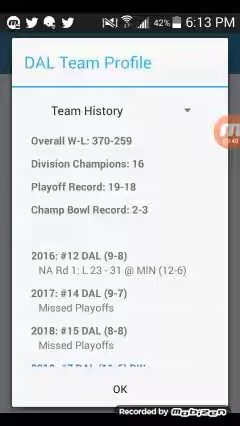 42% 6:13 PM
DAL Team Profile
Team History
Overall W-L: 370-259
Division Champions: 16
Playoff Record: 19-18
Champ Bowl Record: 2-3
2016: #12 DAL (9-8)
NA Rd 1: L 23 - 31 @ MIN (12-6)
2017: #14 DAL (9-7)
Missed Playoffs
2018: #15 DAL (8-8)
Missed Playoffs
OK
Recorded by Mobizen